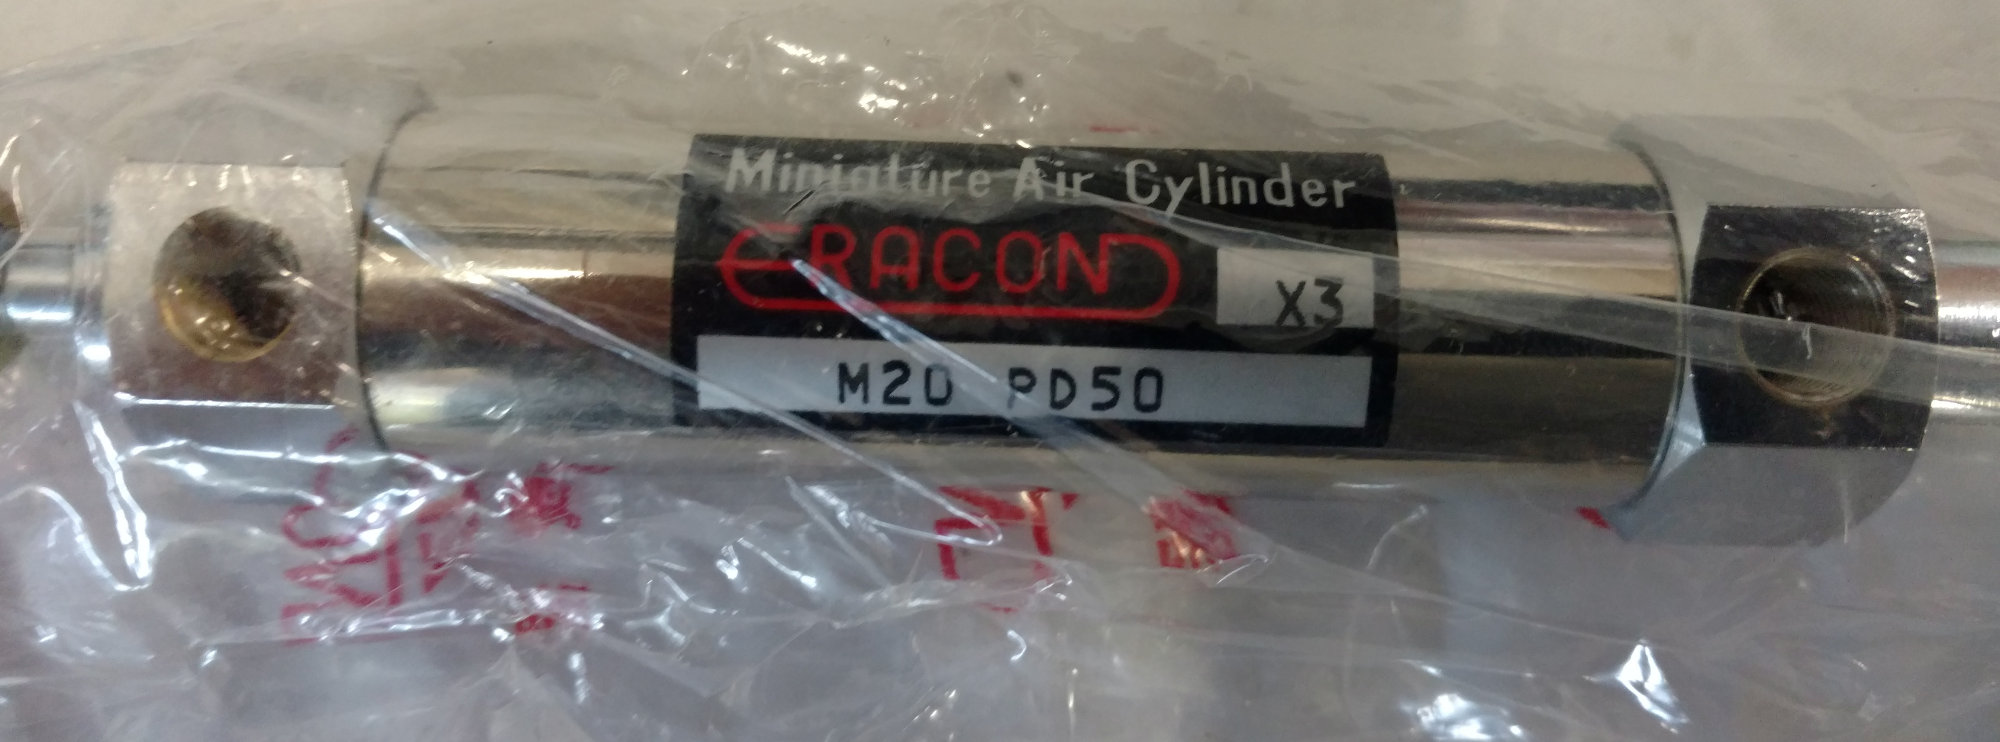 Miniature Air Cylinder
ERACON
X3
M20 PD50